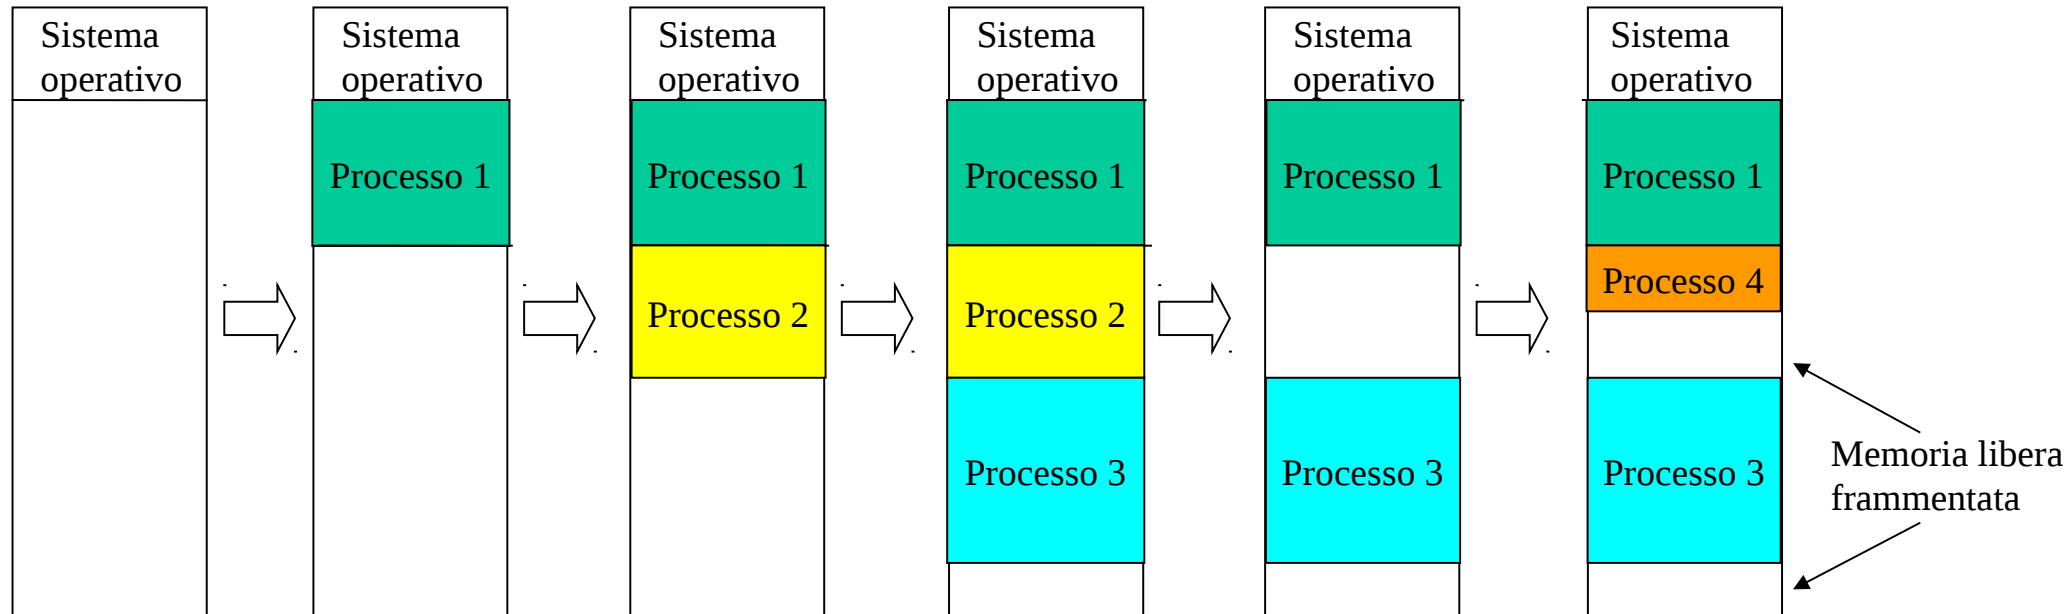 Sistema
operativo
Sistema
operativo
Processo 1
Sistema
operativo
Processo 1
Processo 2
Sistema
operativo
Processo 1
Processo 2
Processo 3
Sistema
operativo
Processo 1
Processo 3
Sistema
operativo
Processo 1
Processo 4
Processo 3
Memoria libera
frammentata